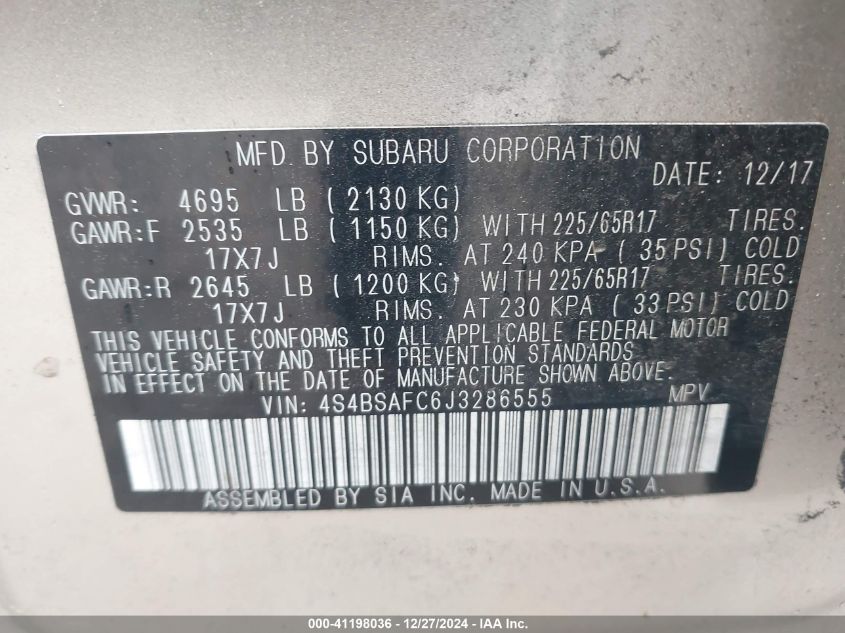 MFD. BY SUBARU CORPORATION
DATE: 12/17
GVWR: 4695 LB ( 2130 KG)
GAWR:F 2535 LB ( 1150 KG) WITH 225/65R17 TIRES.
17X7J RIMS. AT 240 KPA ( 35 PSI) COLD
GAWR:R 2645 LB ( 1200 KG) WITH 225/65R17 TIRES.
17X7J RIMS. AT 230 KPA ( 33 PSI) COLD
THIS VEHICLE CONFORMS TO ALL APPLICABLE FEDERAL MOTOR
VEHICLE SAFETY AND THEFT PREVENTION STANDARDS
IN EFFECT ON THE DATE OF MANUFACTURE SHOWN ABOVE.
VIN: 4S4BSAFC6J3286555 MPV
ASSEMBLED BY SIA INC. MADE IN U.S.A.
000-41198036 - 12/27/2024 - IAA Inc.